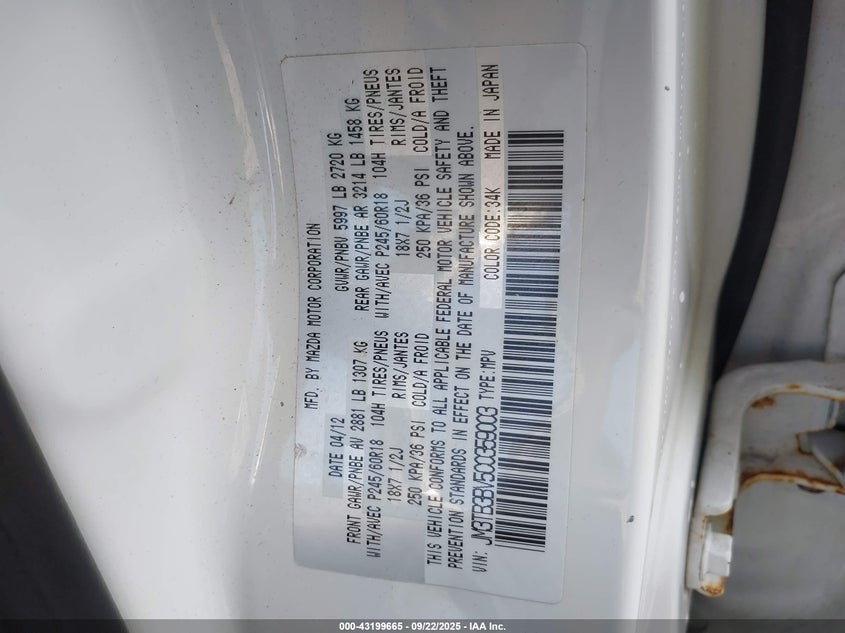 MFD. BY MAZDA MOTOR CORPORATION
DATE 04/12 GVWR/PNBV 5997 LB 2720 KG
FRONT GAWR/PNBE AV 2881 LB 1307 KG REAR GAWR/PNBE AR 3214 LB 1458 KG
WITH/AVEC P245/60R18 104H TIRES/PNEUS WITH/AVEC P245/60R18 104H TIRES/PNEUS
18X7 1/2J RIMS/JANTES 18X7 1/2J RIMS/JANTES
250 KPA/36 PSI COLD/A FROID 250 KPA/36 PSI COLD/A FROID
THIS VEHICLE CONFORMS TO ALL APPLICABLE FEDERAL MOTOR VEHICLE SAFETY AND THEFT
PREVENTION STANDARDS IN EFFECT ON THE DATE OF MANUFACTURE SHOWN ABOVE.
VIN: JM3TB3BV5C0359003 TYPE:MPV COLOR CODE:34K MADE IN JAPAN
000-43199665 - 09/22/2025 - IAA Inc.